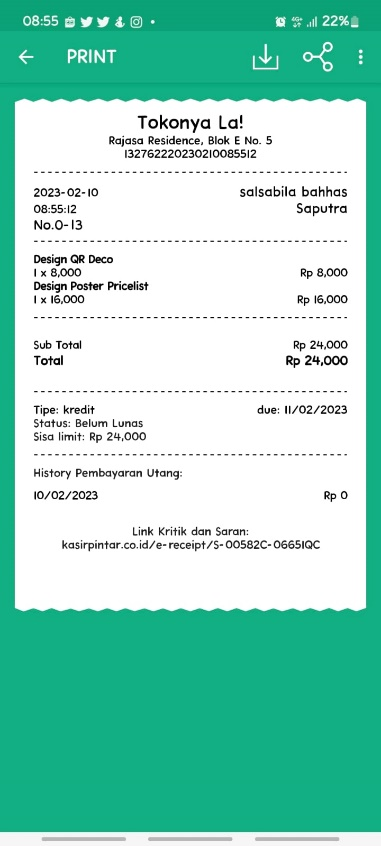 08:55 4G+ 22%
PRINT
Tokonya La!
Rajasa Residence, Blok E No. 5
132762220230210085512
2023-02-10 salsabila bahhas
08:55:12 Saputra
No.0-13
Design QR Deco
1 x 8,000 Rp 8,000
Design Poster Pricelist
1 x 16,000 Rp 16,000
Sub Total Rp 24,000
Total Rp 24,000
Tipe: kredit due: 11/02/2023
Status: Belum Lunas
Sisa limit: Rp 24,000
History Pembayaran Utang:
10/02/2023 Rp 0
Link Kritik dan Saran:
kasirpintar.co.id/e-receipt/S-00582C-06651QC